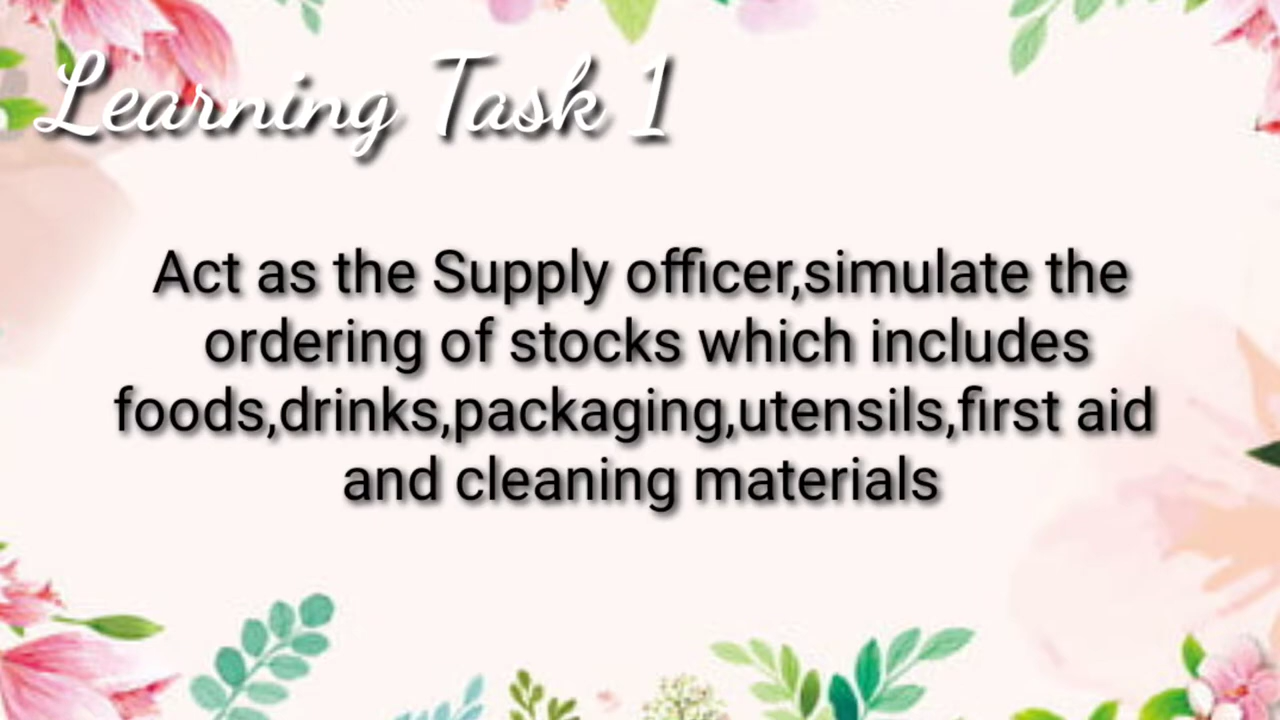 Learning Task 1
Act as the Supply officer,simulate the
ordering of stocks which includes
foods,drinks,packaging,utensils,first aid
and cleaning materials